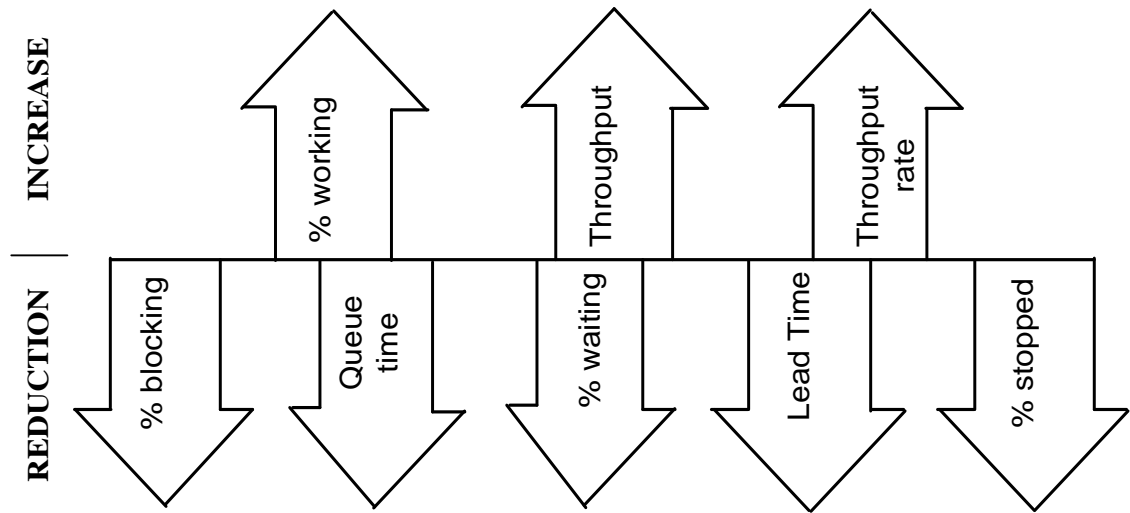 INCREASE
% working
Throughput
Throughput
rate
REDUCTION
% blocking
Queue
time
% waiting
Lead Time
% stopped